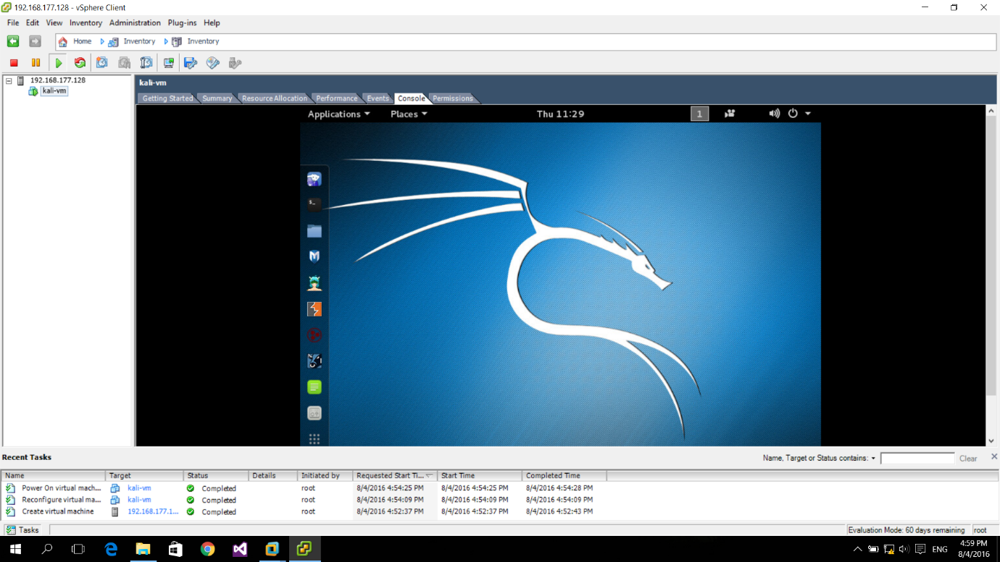 192.168.177.128 - vSphere Client
File Edit View Inventory Administration Plug-ins Help
Home Inventory Inventory
192.168.177.128
kali-vm
kali-vm
Getting Started Summary Resource Allocation Performance Events Console Permissions
Applications Places Thu 11:29 1
Recent Tasks Name, Target or Status contains: Clear
Name Target Status Details Initiated by Requested Start Ti... Start Time Completed Time
Power On virtual mach... kali-vm Completed root 8/4/2016 4:54:25 PM 8/4/2016 4:54:25 PM 8/4/2016 4:54:28 PM
Reconfigure virtual ma... kali-vm Completed root 8/4/2016 4:54:09 PM 8/4/2016 4:54:09 PM 8/4/2016 4:54:09 PM
Create virtual machine 192.168.177.1... Completed root 8/4/2016 4:52:37 PM 8/4/2016 4:52:37 PM 8/4/2016 4:52:43 PM
Tasks Evaluation Mode: 60 days remaining root
ENG 4:59 PM
8/4/2016